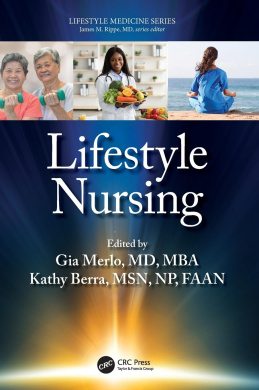 LIFESTYLE MEDICINE SERIES
James M. Rippe, MD, series editor
Lifestyle
Nursing
Edited by
Gia Merlo, MD, MBA
Kathy Berra, MSN, NP, FAAN
CRC
CRC Press
Taylor & Francis Group